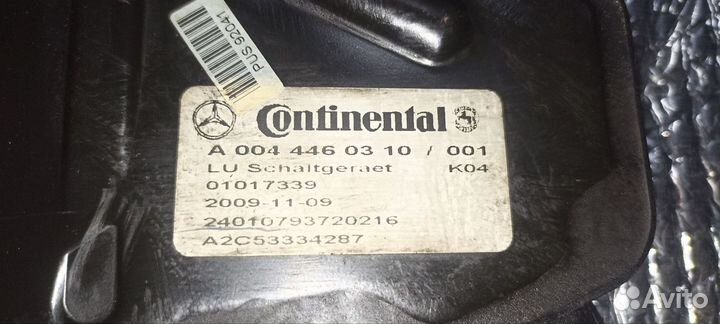 PUS 92041
Continental
A 004 446 03 10 / 001
LU Schaltgeraet K04
01017339
2009-11-09
24010793720216
A2C53334287
Avito